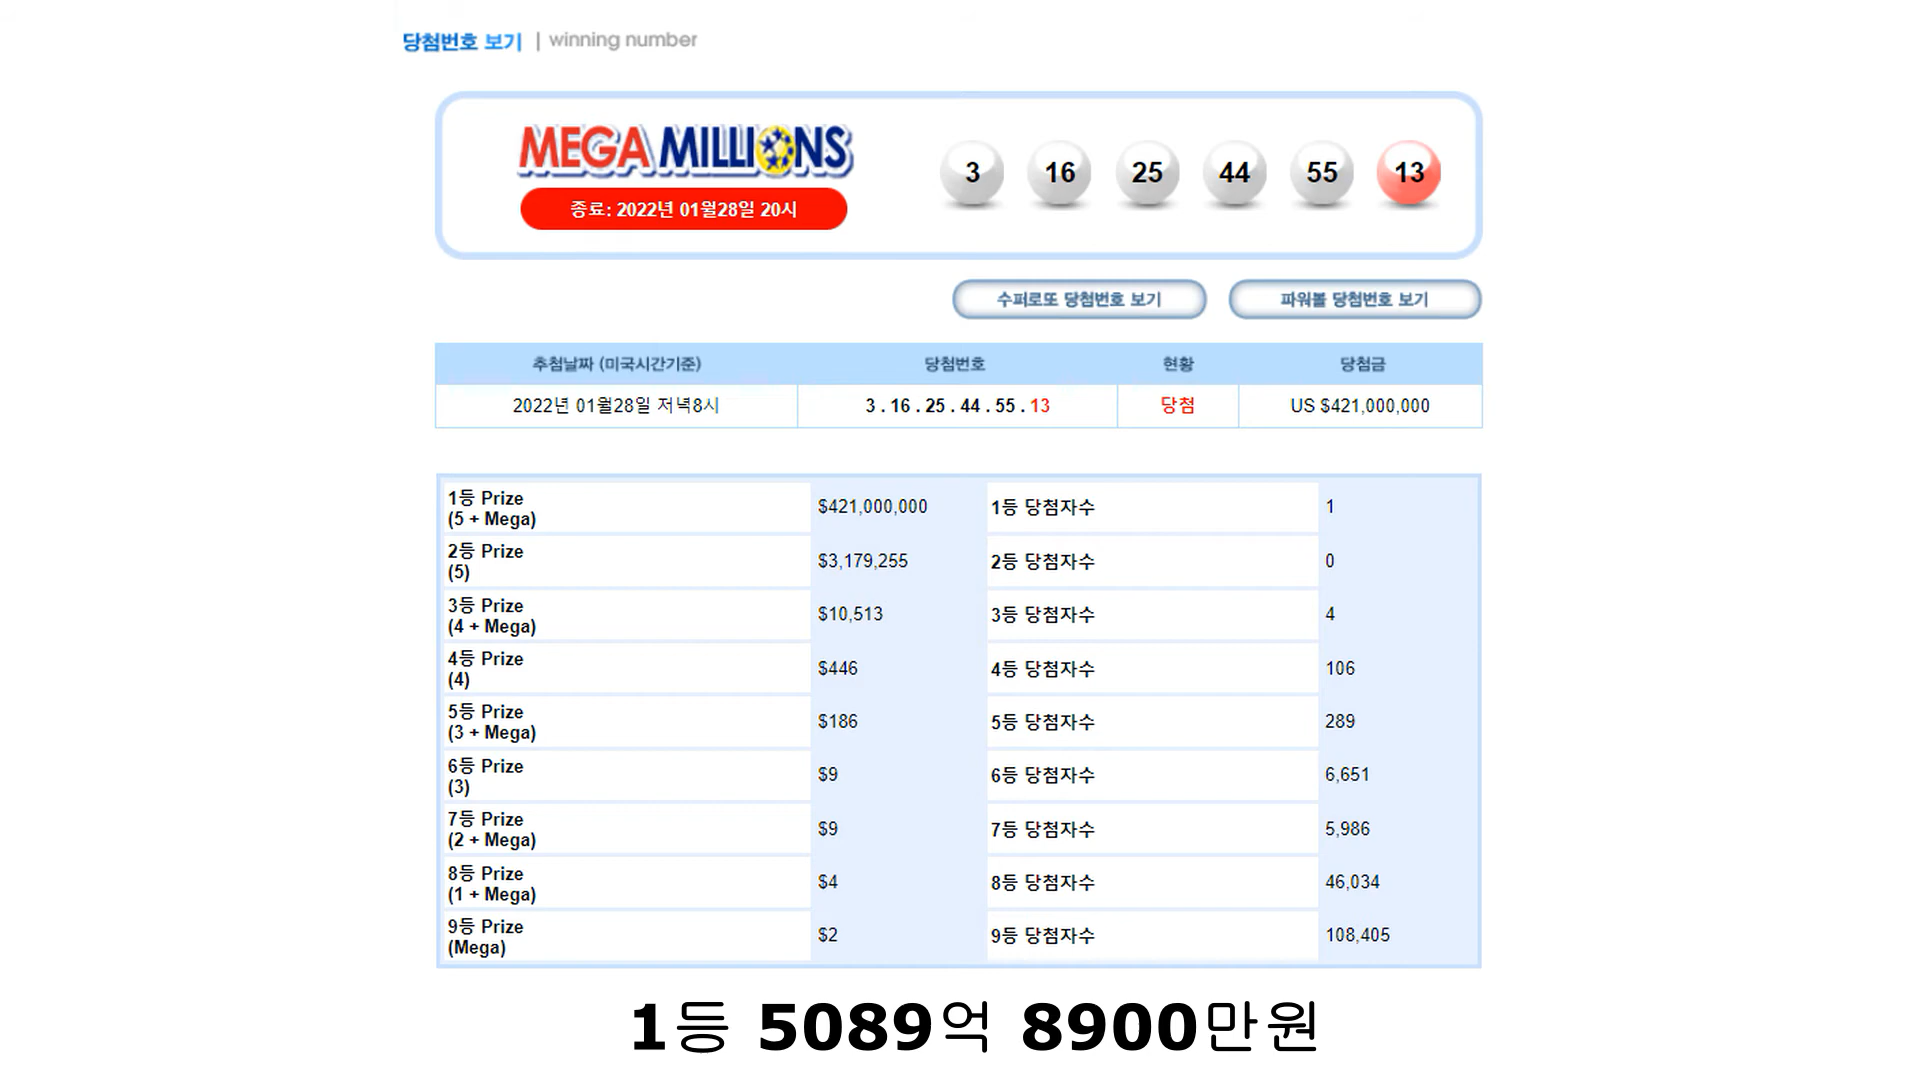 당첨번호 보기 | winning number
MEGA MILLIONS
종료: 2022년 01월28일 20시
3 16 25 44 55 13
수퍼로또 당첨번호 보기 파워볼 당첨번호 보기
추첨날짜 (미국시간기준) 당첨번호 현황 당첨금
2022년 01월28일 저녁8시 3 . 16 . 25 . 44 . 55 . 13 당첨 US $421,000,000
1등 Prize
(5 + Mega) $421,000,000 1등 당첨자수 1
2등 Prize
(5) $3,179,255 2등 당첨자수 0
3등 Prize
(4 + Mega) $10,513 3등 당첨자수 4
4등 Prize
(4) $446 4등 당첨자수 106
5등 Prize
(3 + Mega) $186 5등 당첨자수 289
6등 Prize
(3) $9 6등 당첨자수 6,651
7등 Prize
(2 + Mega) $9 7등 당첨자수 5,986
8등 Prize
(1 + Mega) $4 8등 당첨자수 46,034
9등 Prize
(Mega) $2 9등 당첨자수 108,405
1등 5089억 8900만원